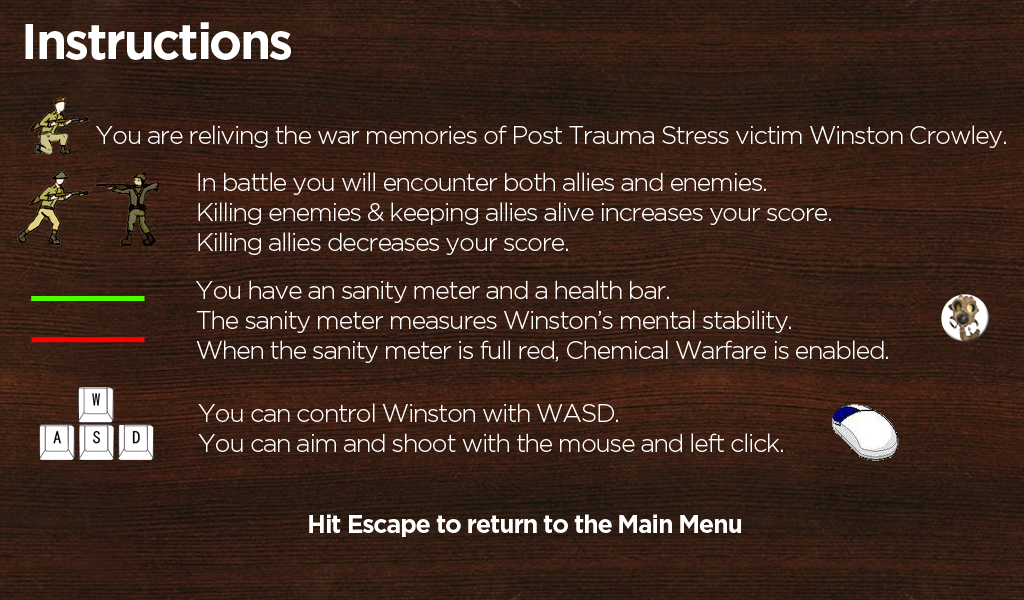 Instructions
You are reliving the war memories of Post Trauma Stress victim Winston Crowley.
In battle you will encounter both allies and enemies.
Killing enemies & keeping allies alive increases your score.
Killing allies decreases your score.
You have an sanity meter and a health bar.
The sanity meter measures Winston's mental stability.
When the sanity meter is full red, Chemical Warfare is enabled.
W
A S D
You can control Winston with WASD.
You can aim and shoot with the mouse and left click.
Hit Escape to return to the Main Menu